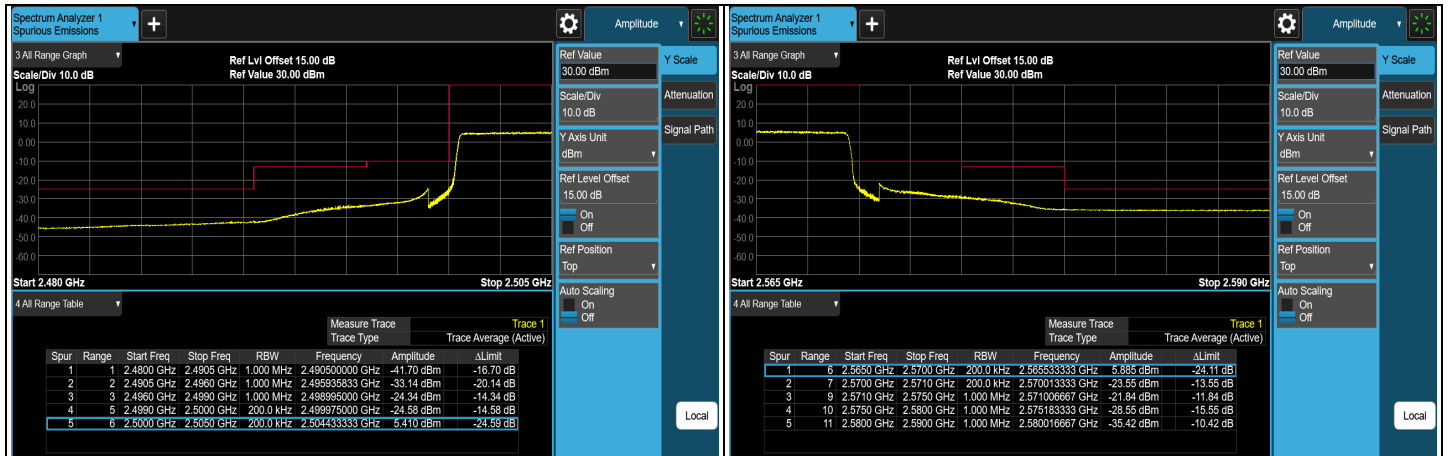 Spectrum Analyzer 1
Spurious Emissions
+
Amplitude
3 All Range Graph
Ref Lvl Offset 15.00 dB
Scale/Div 10.0 dB
Ref Value 30.00 dBm
Log
20.0
10.0
0.00
-10.0
-20.0
-30.0
-40.0
-50.0
-60.0
Start 2.480 GHz
Stop 2.505 GHz
4 All Range Table
Measure Trace Trace 1
Trace Type Trace Average (Active)
Spur Range Start Freq Stop Freq RBW Frequency Amplitude ΔLimit
1 1 2.4800 GHz 2.4905 GHz 1.000 MHz 2.490500000 GHz -41.70 dBm -16.70 dB
2 2 2.4905 GHz 2.4960 GHz 1.000 MHz 2.495935833 GHz -33.14 dBm -20.14 dB
3 3 2.4960 GHz 2.4990 GHz 1.000 MHz 2.498995000 GHz -24.34 dBm -14.34 dB
4 5 2.4990 GHz 2.5000 GHz 200.0 kHz 2.499975000 GHz -24.58 dBm -14.58 dB
5 6 2.5000 GHz 2.5050 GHz 200.0 kHz 2.504433333 GHz 5.410 dBm -24.59 dB
Ref Value
30.00 dBm
Scale/Div
10.0 dB
Y Axis Unit
dBm
Ref Level Offset
15.00 dB
On
Off
Ref Position
Top
Auto Scaling
On
Off
Y Scale
Attenuation
Signal Path
Local
Spectrum Analyzer 1
Spurious Emissions
+
Amplitude
3 All Range Graph
Ref Lvl Offset 15.00 dB
Scale/Div 10.0 dB
Ref Value 30.00 dBm
Log
20.0
10.0
0.00
-10.0
-20.0
-30.0
-40.0
-50.0
-60.0
Start 2.565 GHz
Stop 2.590 GHz
4 All Range Table
Measure Trace Trace 1
Trace Type Trace Average (Active)
Spur Range Start Freq Stop Freq RBW Frequency Amplitude ΔLimit
1 6 2.5650 GHz 2.5700 GHz 200.0 kHz 2.565533333 GHz 5.885 dBm -24.11 dB
2 7 2.5700 GHz 2.5710 GHz 200.0 kHz 2.570013333 GHz -23.55 dBm -13.55 dB
3 9 2.5710 GHz 2.5750 GHz 1.000 MHz 2.571006667 GHz -21.84 dBm -11.84 dB
4 10 2.5750 GHz 2.5800 GHz 1.000 MHz 2.575183333 GHz -28.55 dBm -15.55 dB
5 11 2.5800 GHz 2.5900 GHz 1.000 MHz 2.580016667 GHz -35.42 dBm -10.42 dB
Ref Value
30.00 dBm
Scale/Div
10.0 dB
Y Axis Unit
dBm
Ref Level Offset
15.00 dB
On
Off
Ref Position
Top
Auto Scaling
On
Off
Y Scale
Attenuation
Signal Path
Local